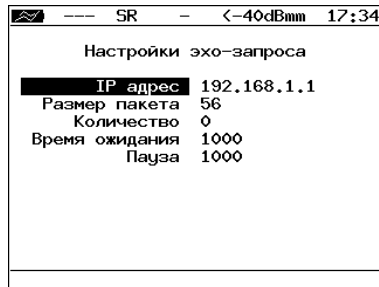 --- SR - <-40dBmm 17:34
Настройки эхо-запроса
IP адрес 192.168.1.1
Размер пакета 56
Количество 0
Время ожидания 1000
Пауза 1000